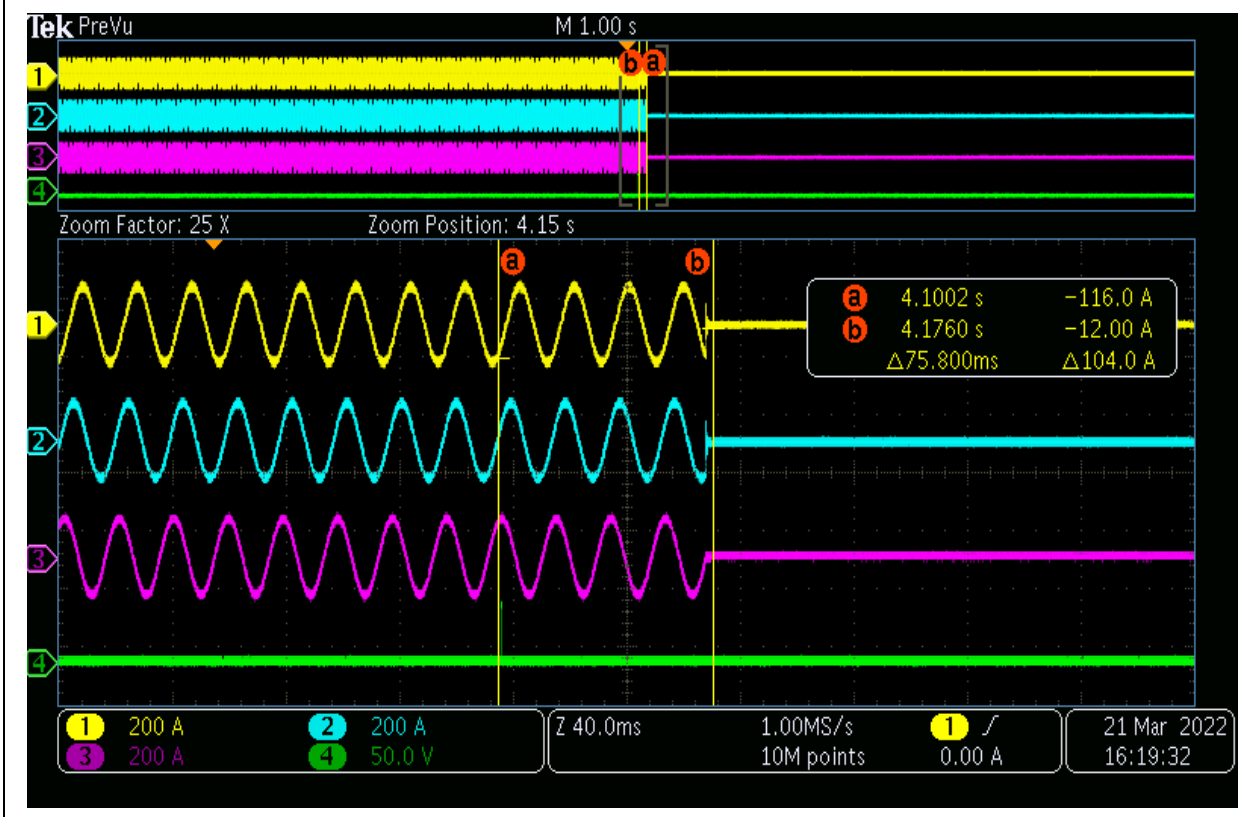 Tek PreVu M 1.00 s
b a
1
2
3
4
Zoom Factor: 25 X Zoom Position: 4.15 s
a b
a 4.1002 s −116.0 A
1 b 4.1760 s −12.00 A
△75.800ms △104.0 A
2
3
4
1 200 A 2 200 A Z 40.0ms 1.00MS/s 1 0.00 A 21 Mar 2022
3 200 A 4 50.0 V 10M points 16:19:32